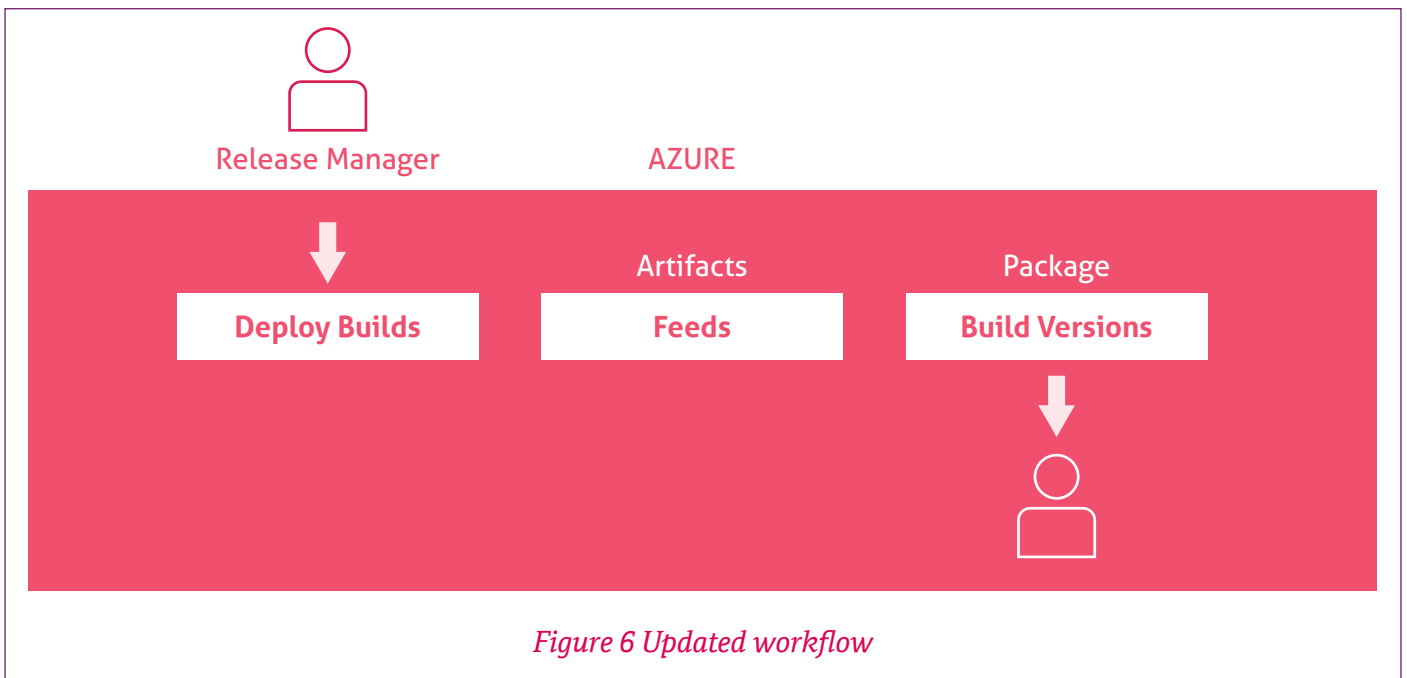 Release Manager
AZURE
Artifacts
Package
Deploy Builds
Feeds
Build Versions
Figure 6 Updated workflow